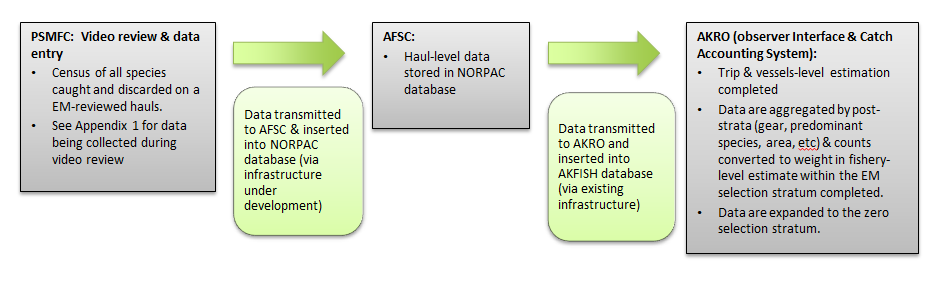 PSMFC:  Video review & data
entry
• Census of all species
caught and discarded on a
EM-reviewed hauls.
• See Appendix 1 for data
being collected during
video review
Data transmitted
to AFSC & inserted
into NORPAC
database (via
infrastructure
under
development)
AFSC:
• Haul-level data
stored in NORPAC
database
Data transmitted
to AKRO and
inserted into
AKFISH database
(via existing
infrastructure)
AKRO (observer Interface & Catch
Accounting System):
• Trip & vessels-level estimation
completed
• Data are aggregated by post-
strata (gear, predominant
species, area, etc) & counts
converted to weight in fishery-
level estimate within the EM
selection stratum completed.
• Data are expanded to the zero
selection stratum.